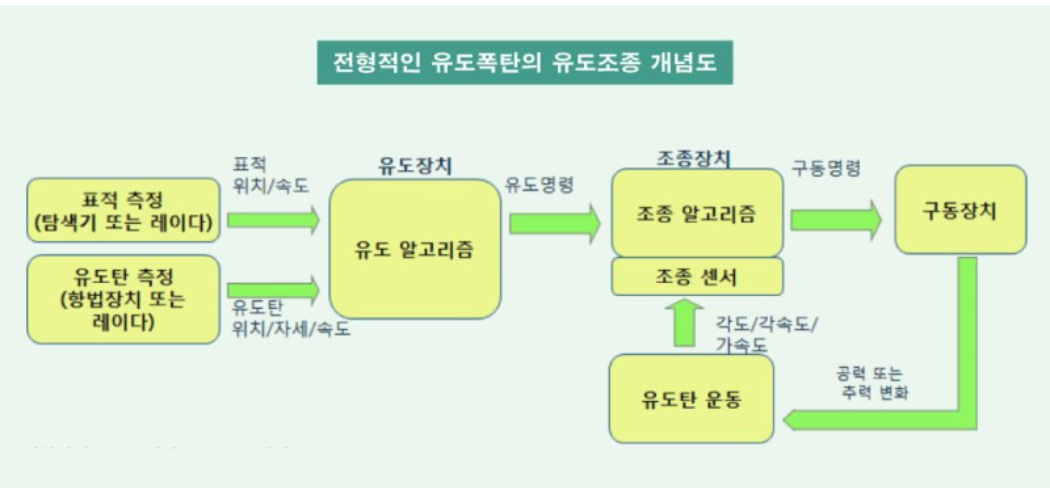 전형적인 유도폭탄의 유도조종 개념도
표적
위치/속도
유도장치
유도명령
조종장치
구동명령
표적 측정
(탐색기 또는 레이다)
유도 알고리즘
조종 알고리즘
구동장치
유도탄 측정
(항법장치 또는
레이다)
유도탄
위치/자세/속도
조종 센서
각도/각속도/
가속도
유도탄 운동
공력 또는
추력 변화